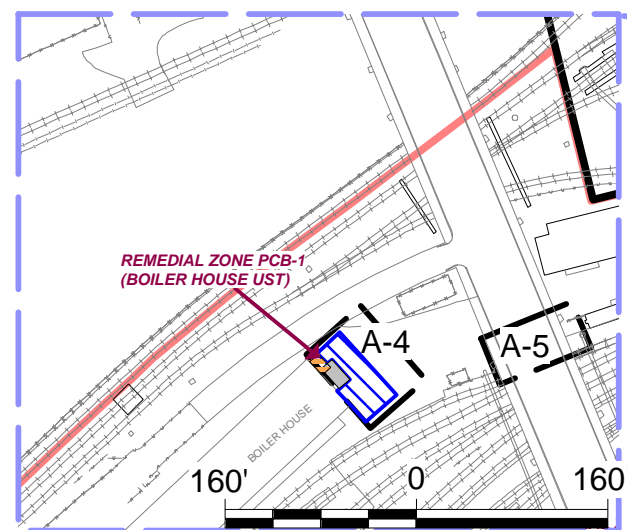 REMEDIAL ZONE PCB-1
(BOILER HOUSE UST)
A-4
A-5
BOILER HOUSE
160' 0 160